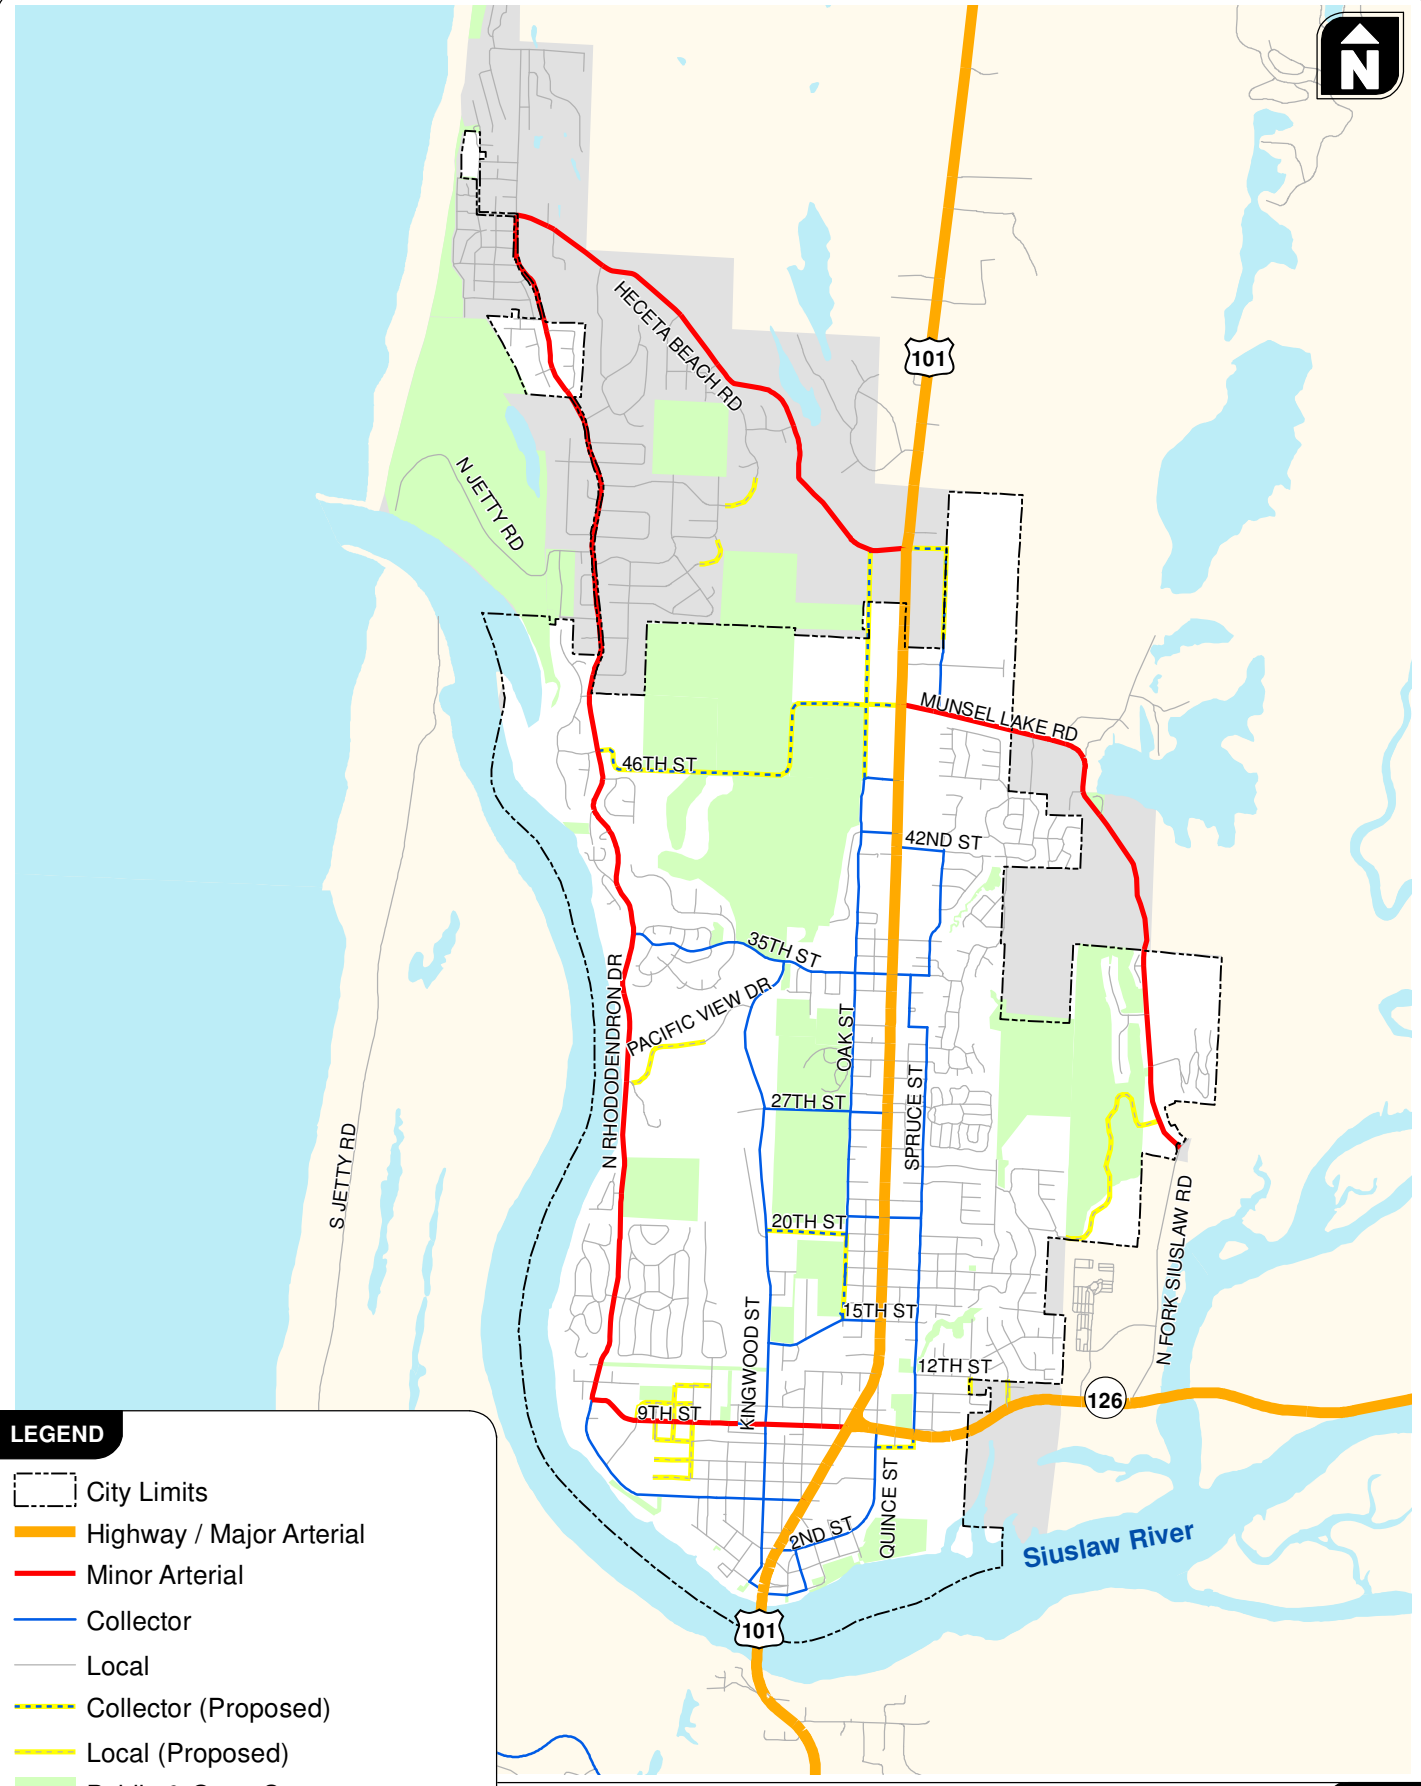 N
HECETA BEACH RD
101
N JETTY RD
MUNSEL LAKE RD
46TH ST
42ND ST
35TH ST
PACIFIC VIEW DR
N RHODODENDRON DR
OAK ST
27TH ST
SPRUCE ST
S JETTY RD
20TH ST
N FORK SIUSLAW RD
15TH ST
KINGWOOD ST
12TH ST
126
9TH ST
QUINCE ST
2ND ST
Siuslaw River
101
LEGEND
City Limits
Highway / Major Arterial
Minor Arterial
Collector
Local
Collector (Proposed)
Local (Proposed)